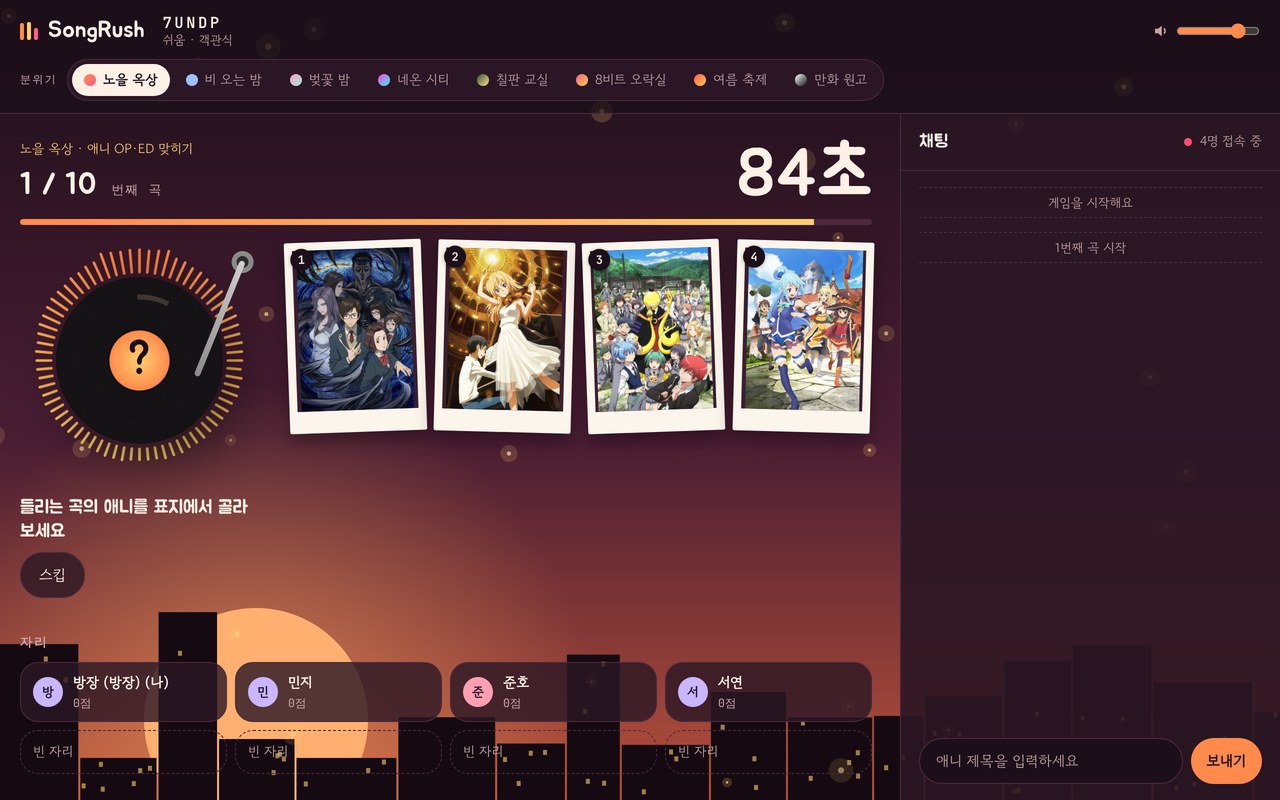 SongRush
7UNDP
쉬움 · 객관식
분위기
노을 옥상
비 오는 밤
벚꽃 밤
네온 시티
칠판 교실
8비트 오락실
여름 축제
만화 원고
노을 옥상 · 애니 OP·ED 맞히기
1 / 10 번째 곡
84초
?
1
2
3
4
들리는 곡의 애니를 표지에서 골라
보세요
스킵
자리
방 방장 (방장) (나)
0점
민 민지
0점
준 준호
0점
서 서연
0점
빈 자리
빈 자리
빈 자리
빈 자리
채팅
4명 접속 중
게임을 시작해요
1번째 곡 시작
애니 제목을 입력하세요
보내기